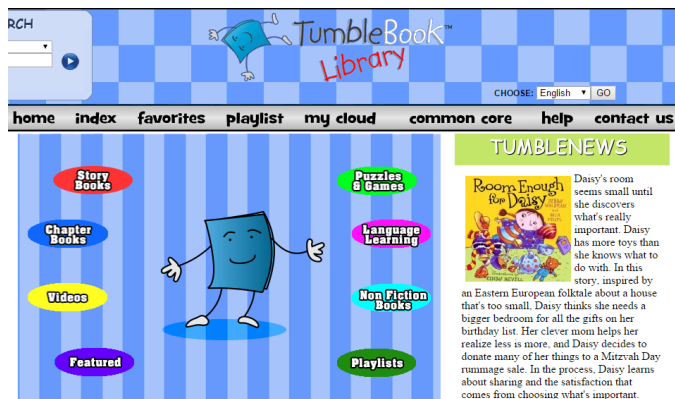 RCH
TumbleBook™
Library
CHOOSE: English GO
home index favorites playlist my cloud common core help contact us
Story
Books
Chapter
Books
Videos
Featured
Puzzles
& Games
Language
Learning
Non Fiction
Books
Playlists
TUMBLENEWS
Room Enough
for Daisy
Daisy's room
seems small until
she discovers
what's really
important. Daisy
has more toys than
she knows what to
do with. In this
story, inspired by
an Eastern European folktale about a house
that's too small, Daisy thinks she needs a
bigger bedroom for all the gifts on her
birthday list. Her clever mom helps her
realize less is more, and Daisy decides to
donate many of her things to a Mitzvah Day
rummage sale. In the process, Daisy learns
about sharing and the satisfaction that
comes from choosing what's important.